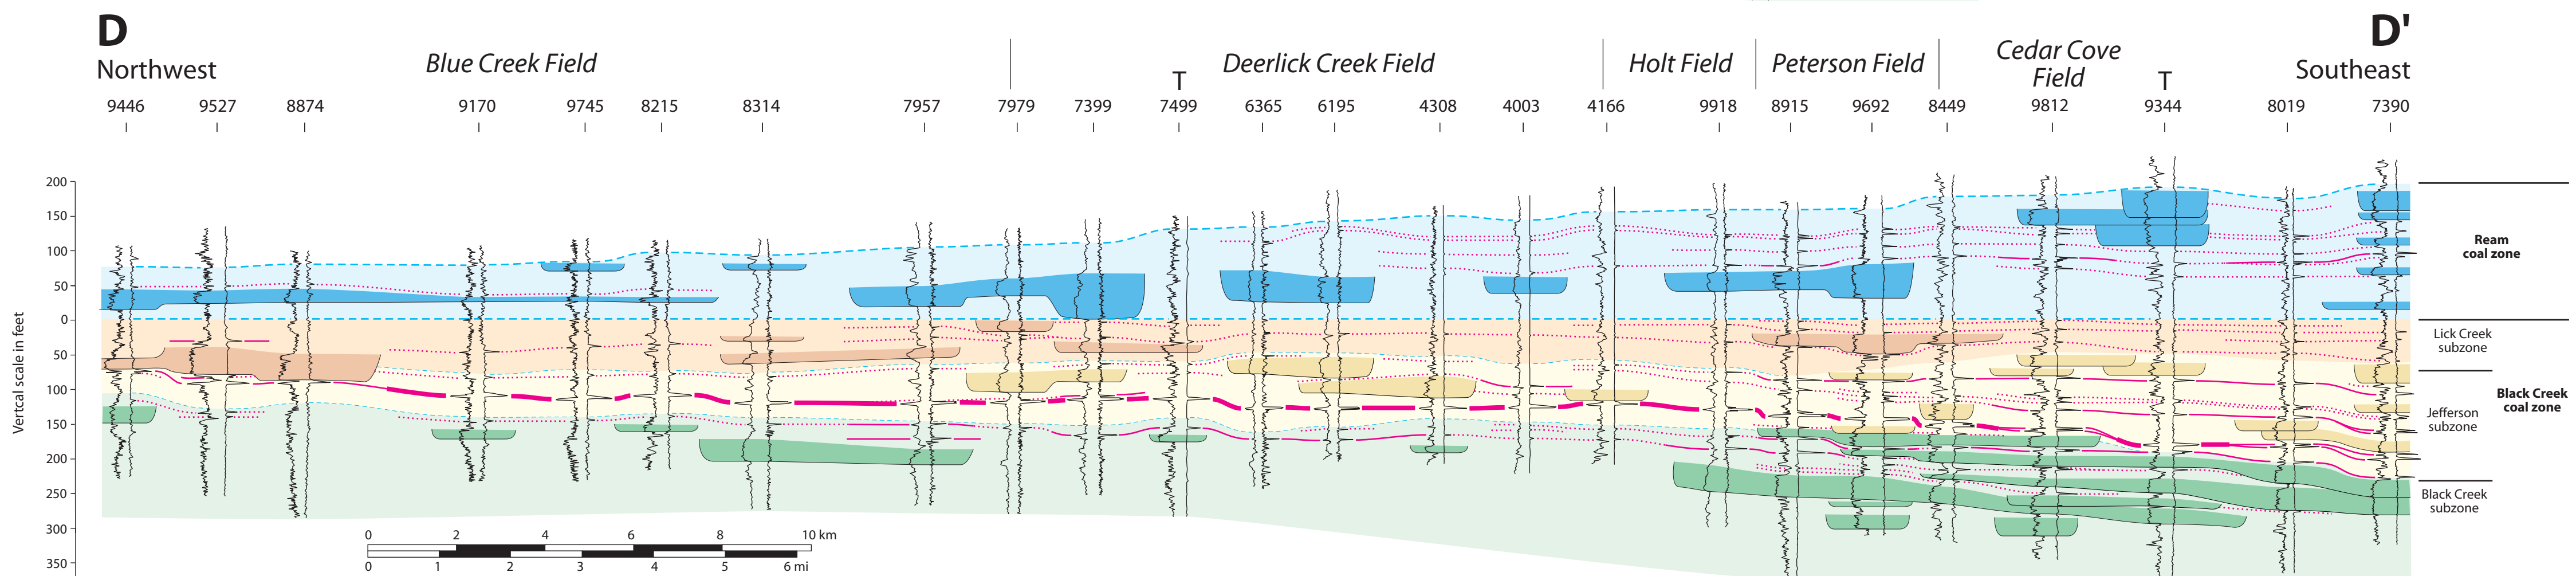 D
D'
Northwest
Blue Creek Field
Deerlick Creek Field
Holt Field
Peterson Field
Cedar Cove
Field
Southeast
T
T
9446 9527 8874 9170 9745 8215 8314 7957 7979 7399 7499 6365 6195 4308 4003 4166 9918 8915 9692 8449 9812 9344 8019 7390
Vertcal scale in feet
200
150
100
50
0
50
100
150
200
250
300
350
Ream
coal zone
Lick Creek
subzone
Black Creek
coal zone
Jefferson
subzone
Black Creek
subzone
0 2 4 6 8 10 km
0 1 2 3 4 5 6 mi